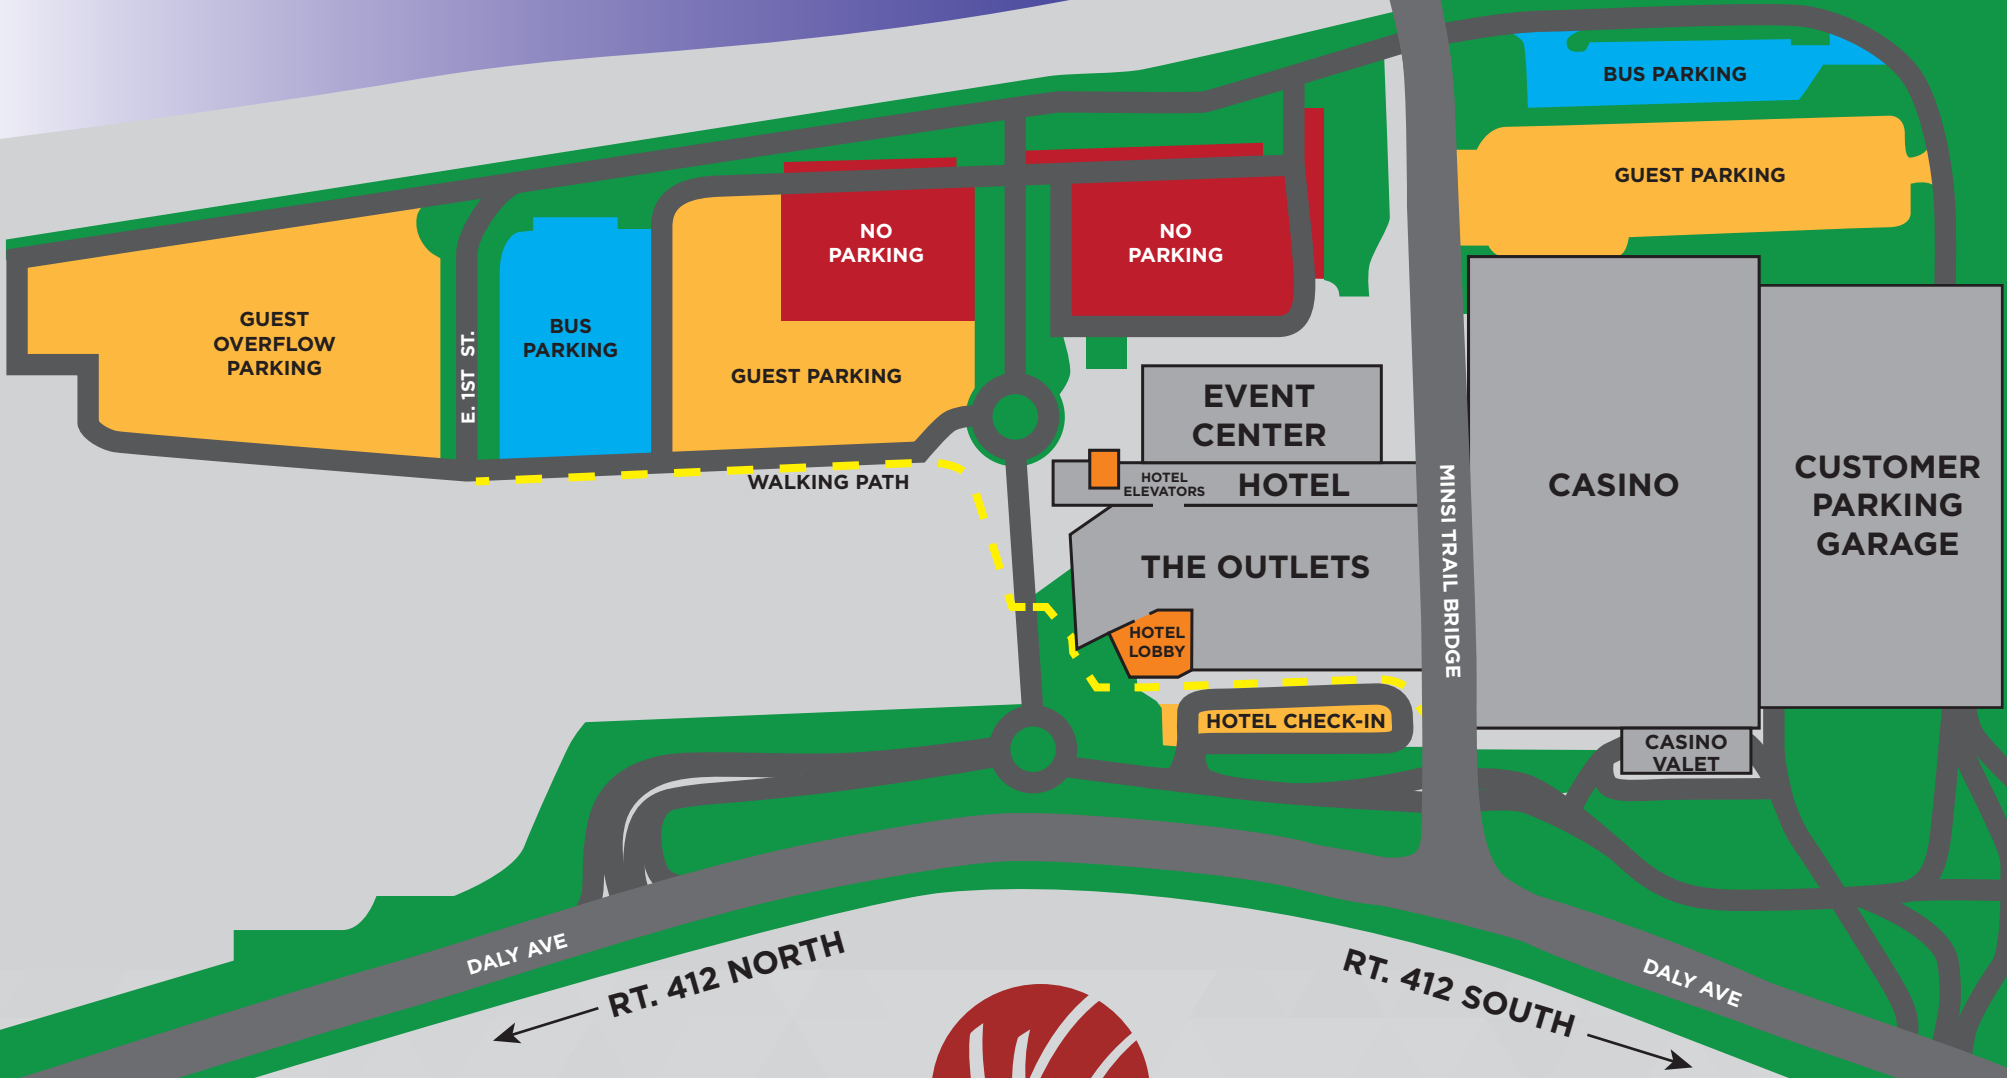 BUS PARKING
GUEST PARKING
NO
PARKING
NO
PARKING
GUEST
OVERFLOW
PARKING
E. 1ST ST.
BUS
PARKING
GUEST PARKING
WALKING PATH
EVENT
CENTER
HOTEL
ELEVATORS
HOTEL
THE OUTLETS
HOTEL
LOBBY
HOTEL CHECK-IN
MINSI TRAIL BRIDGE
CASINO
CUSTOMER
PARKING
GARAGE
CASINO
VALET
DALY AVE
RT. 412 NORTH
RT. 412 SOUTH
DALY AVE